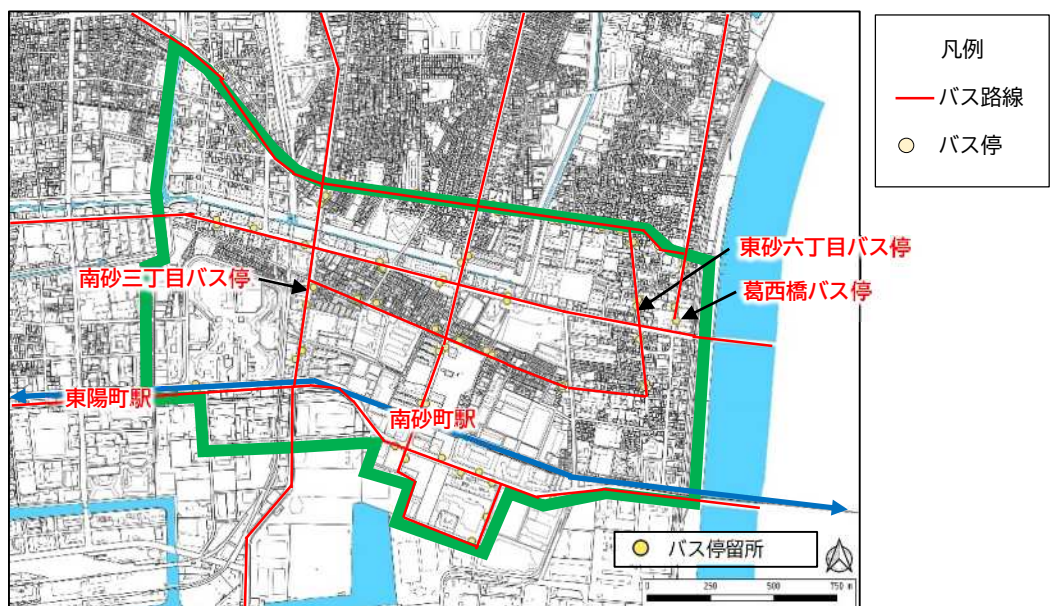 凡例
バス路線
バス停
東砂六丁目バス停
南砂三丁目バス停
葛西橋バス停
東陽町駅
南砂町駅
バス停留所
0 250 500 750 m